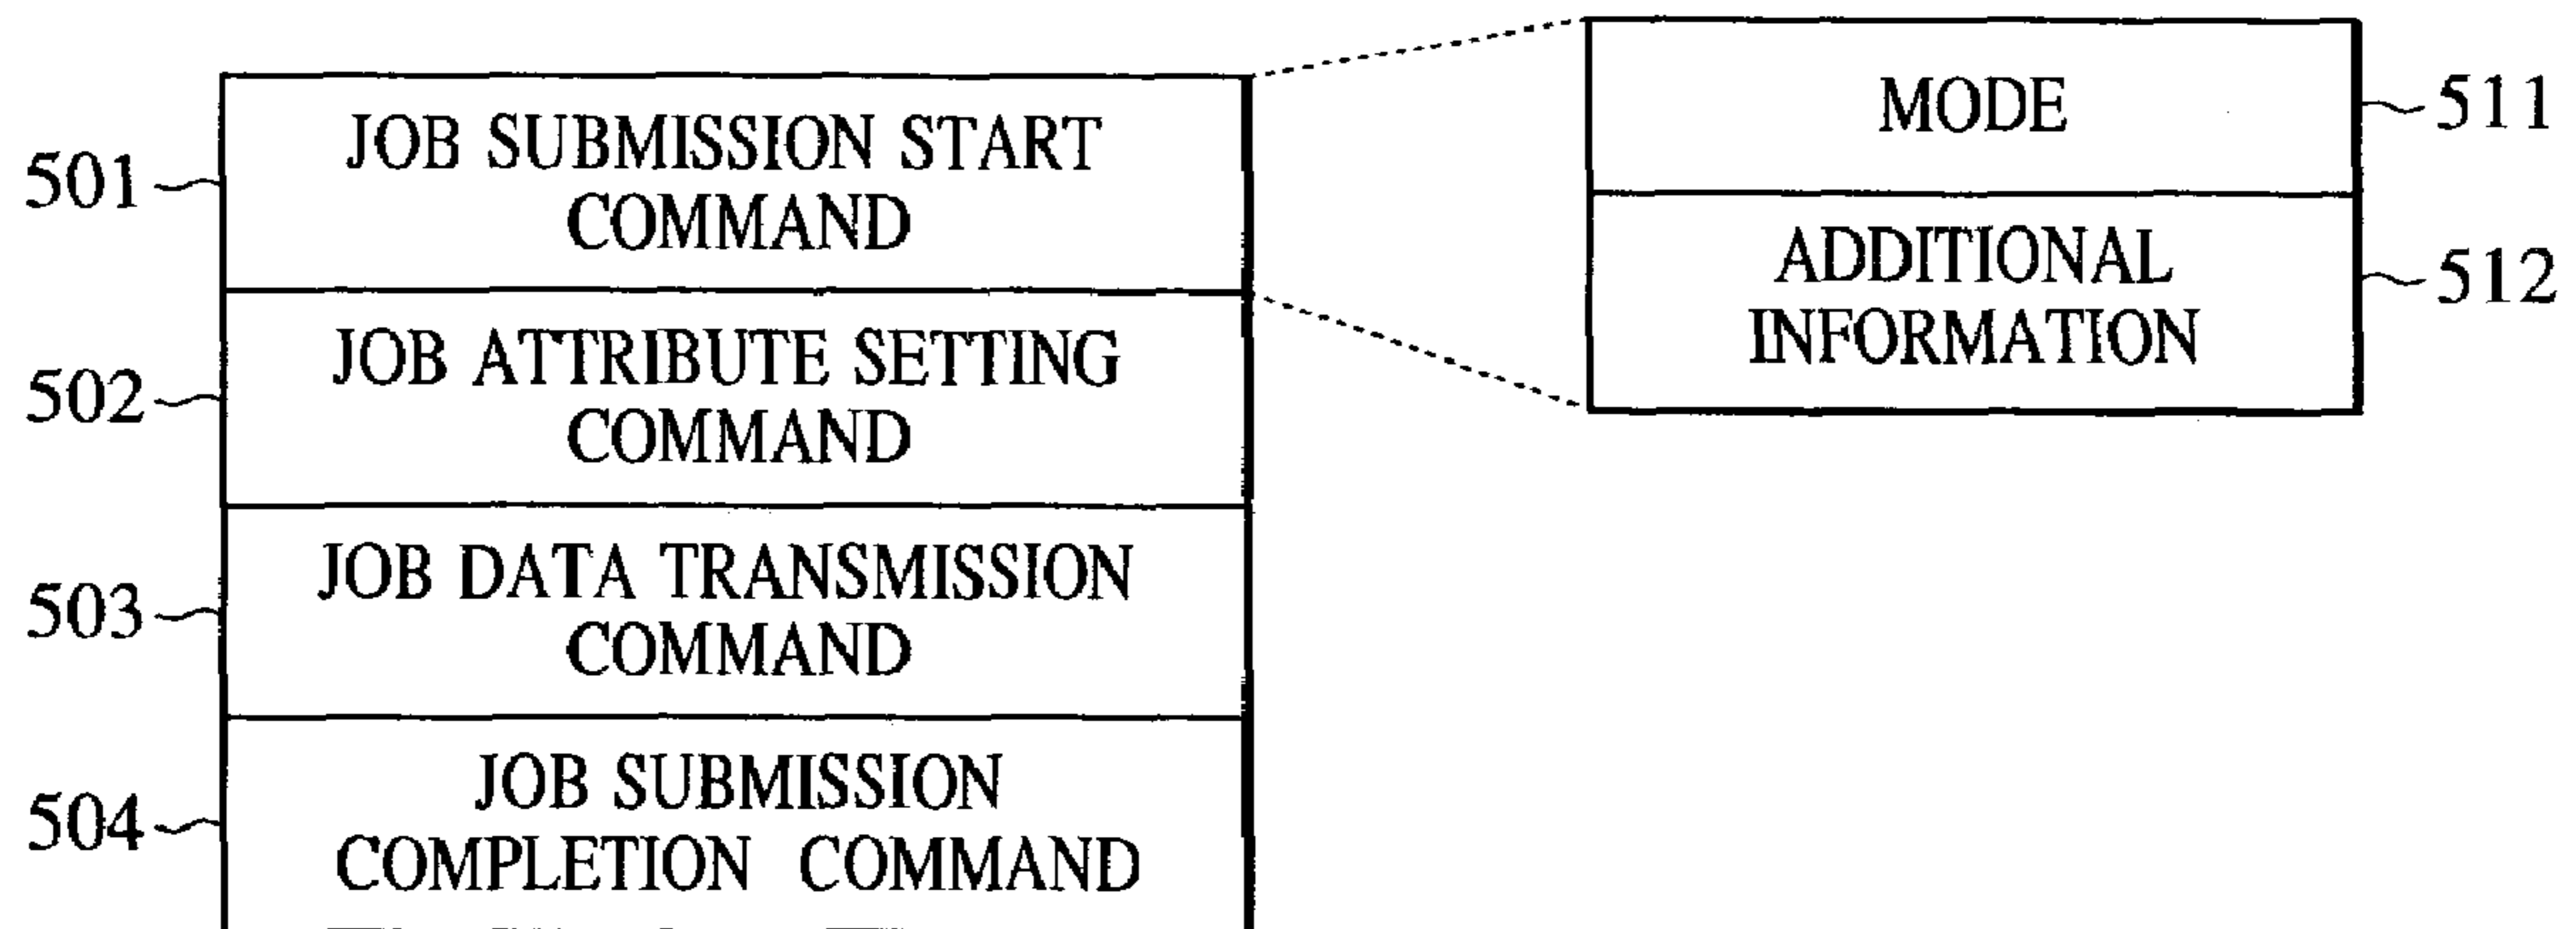 501
JOB SUBMISSION START
COMMAND
502
JOB ATTRIBUTE SETTING
COMMAND
503
JOB DATA TRANSMISSION
COMMAND
504
JOB SUBMISSION
COMPLETION COMMAND
MODE
511
ADDITIONAL
INFORMATION
512